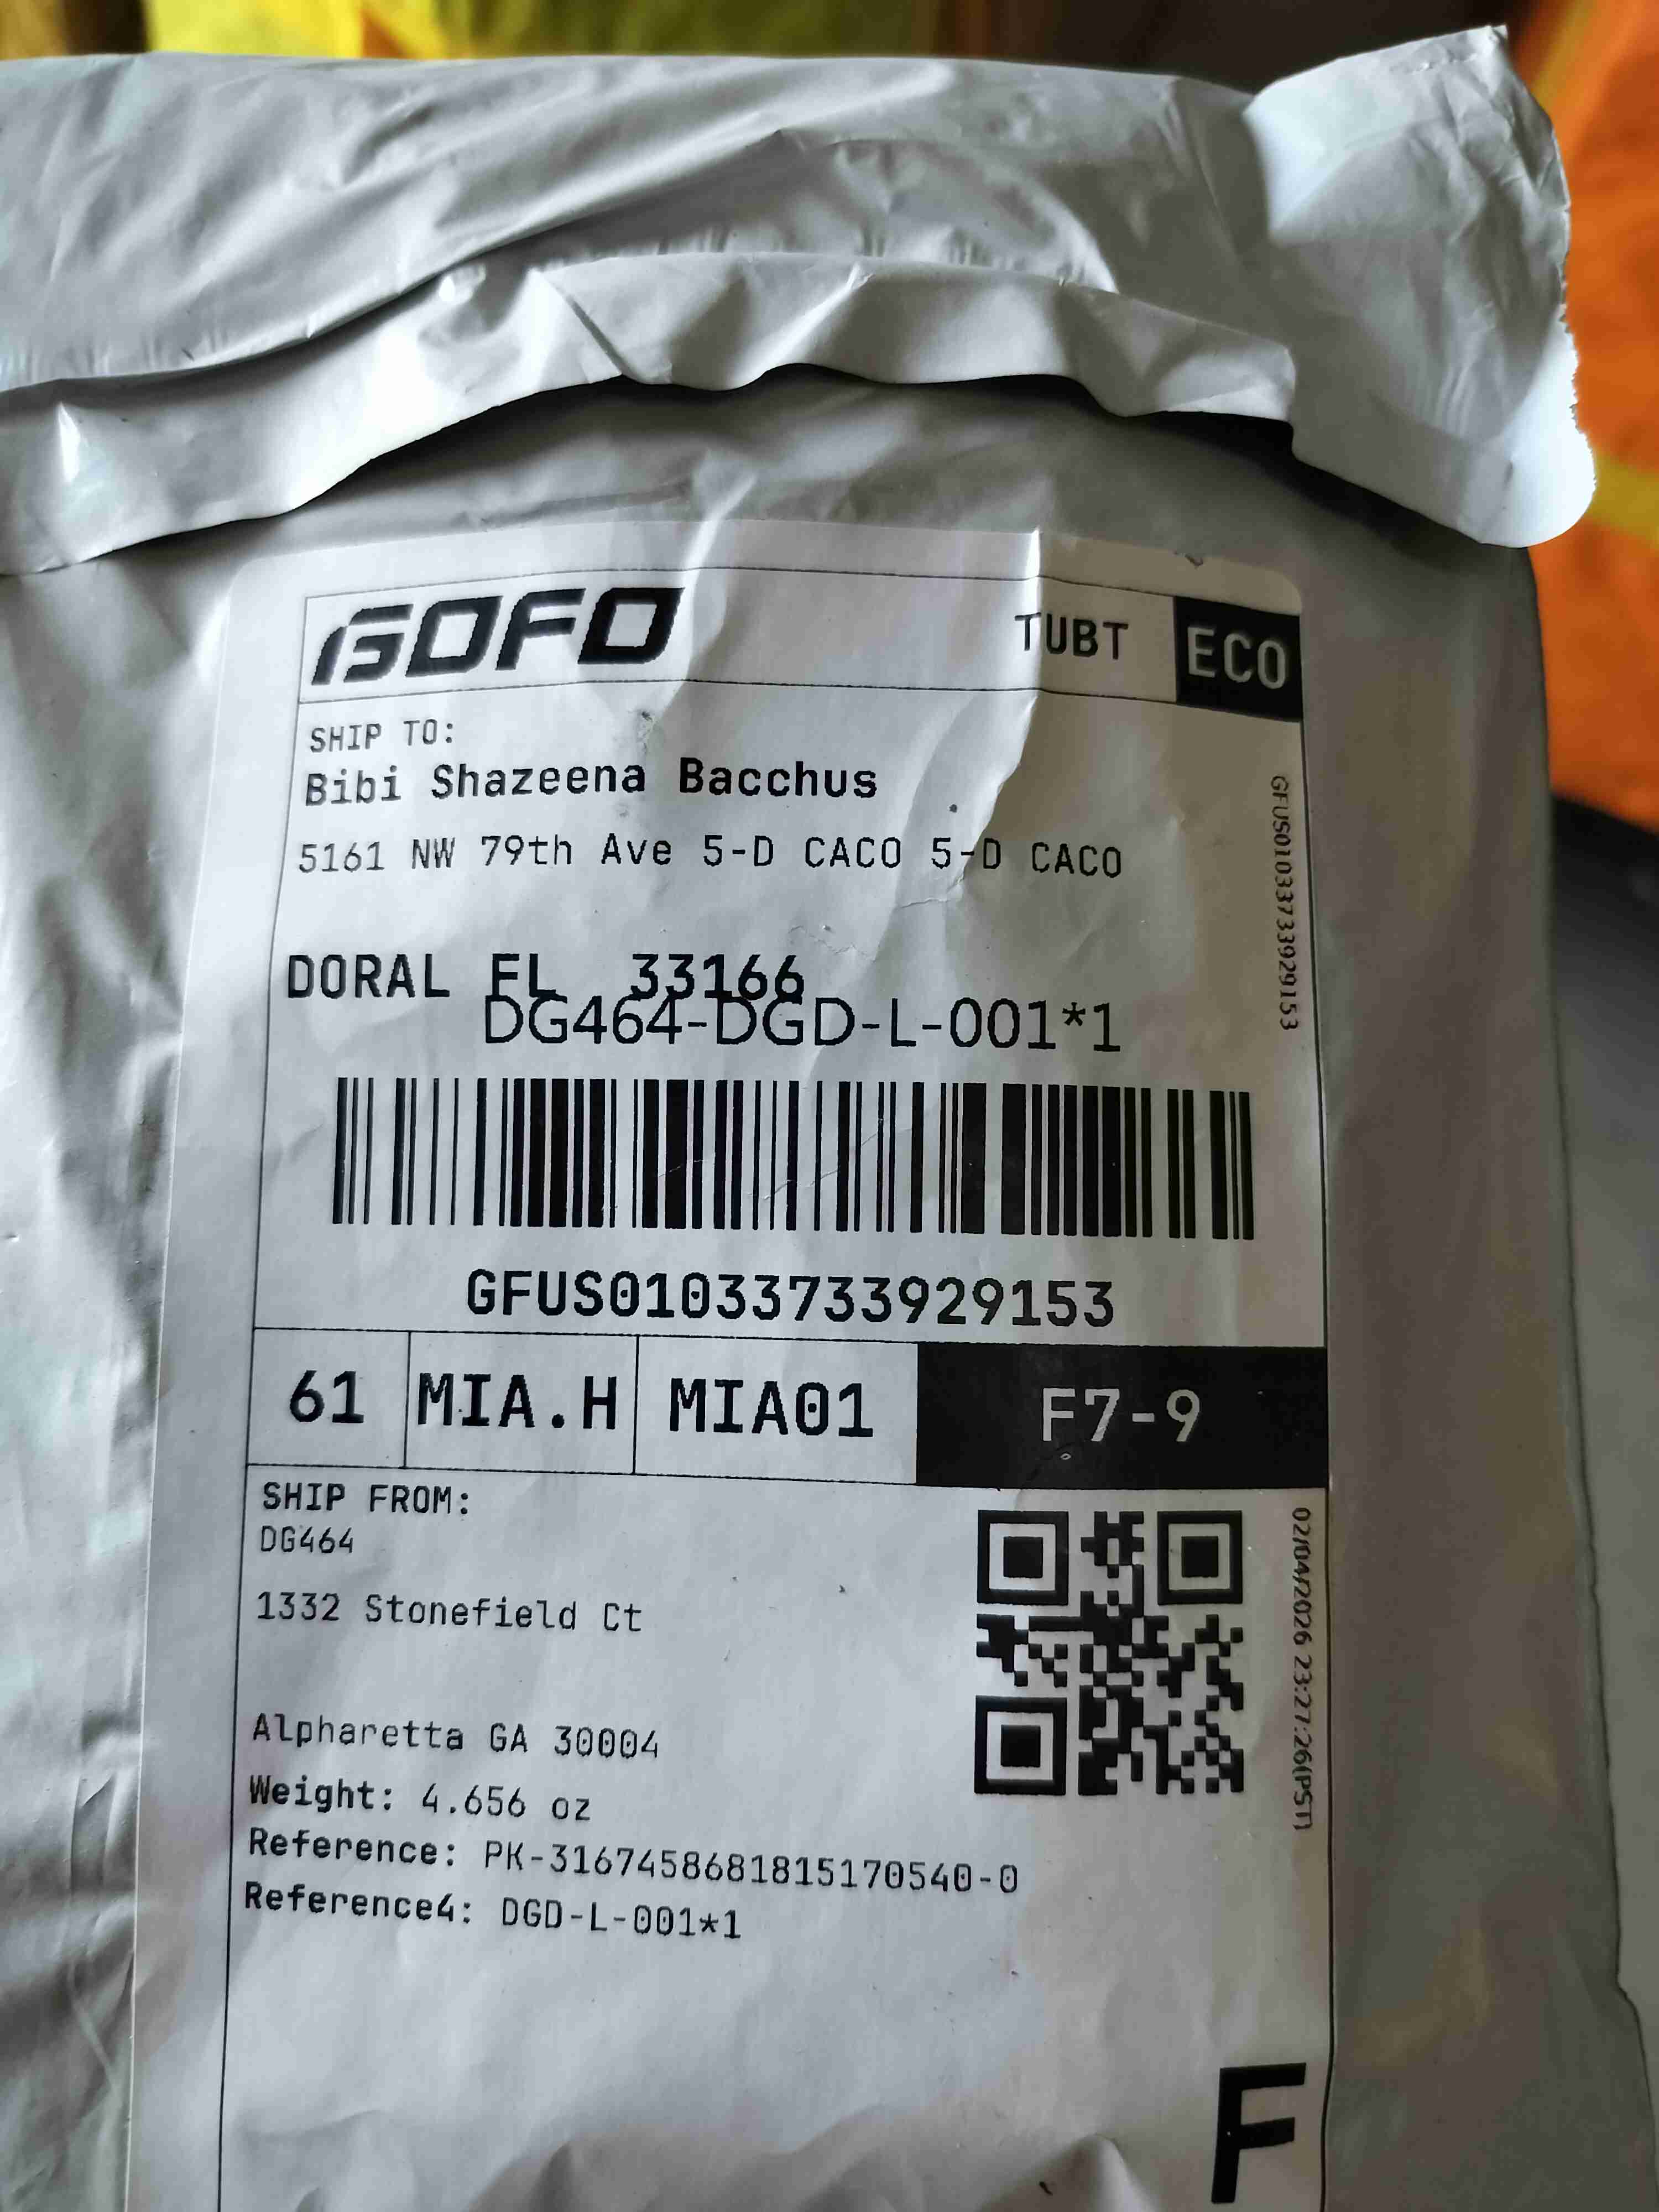 GOFO TUBT ECO
SHIP TO:
Bibi Shazeena Bacchus
5161 NW 79th Ave 5-D CACO 5-D CACO
DORAL FL 33166
DG464-DGD-L-001*1
GFUS01033733929153
GFUS01033733929153
61 MIA.H MIA01 F7-9
SHIP FROM:
DG464
1332 Stonefield Ct
Alpharetta GA 30004
Weight: 4.656 oz
Reference: PK-3167458681815170540-0
Reference4: DGD-L-001*1
02/04/2026 23:27:26(PST)
F